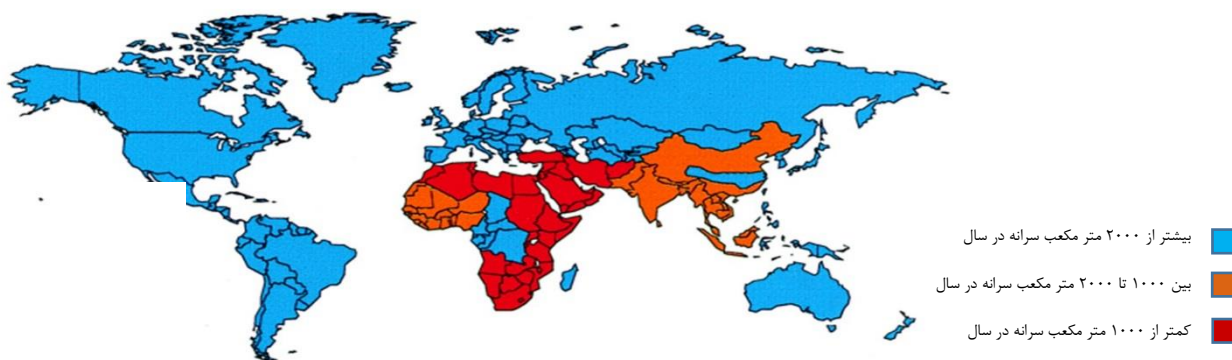 بیشتر از ۲۰۰۰ متر مکعب سرانه در سال
بین ۱۰۰۰ تا ۲۰۰۰ متر مکعب سرانه در سال
کمتر از ۱۰۰۰ متر مکعب سرانه در سال